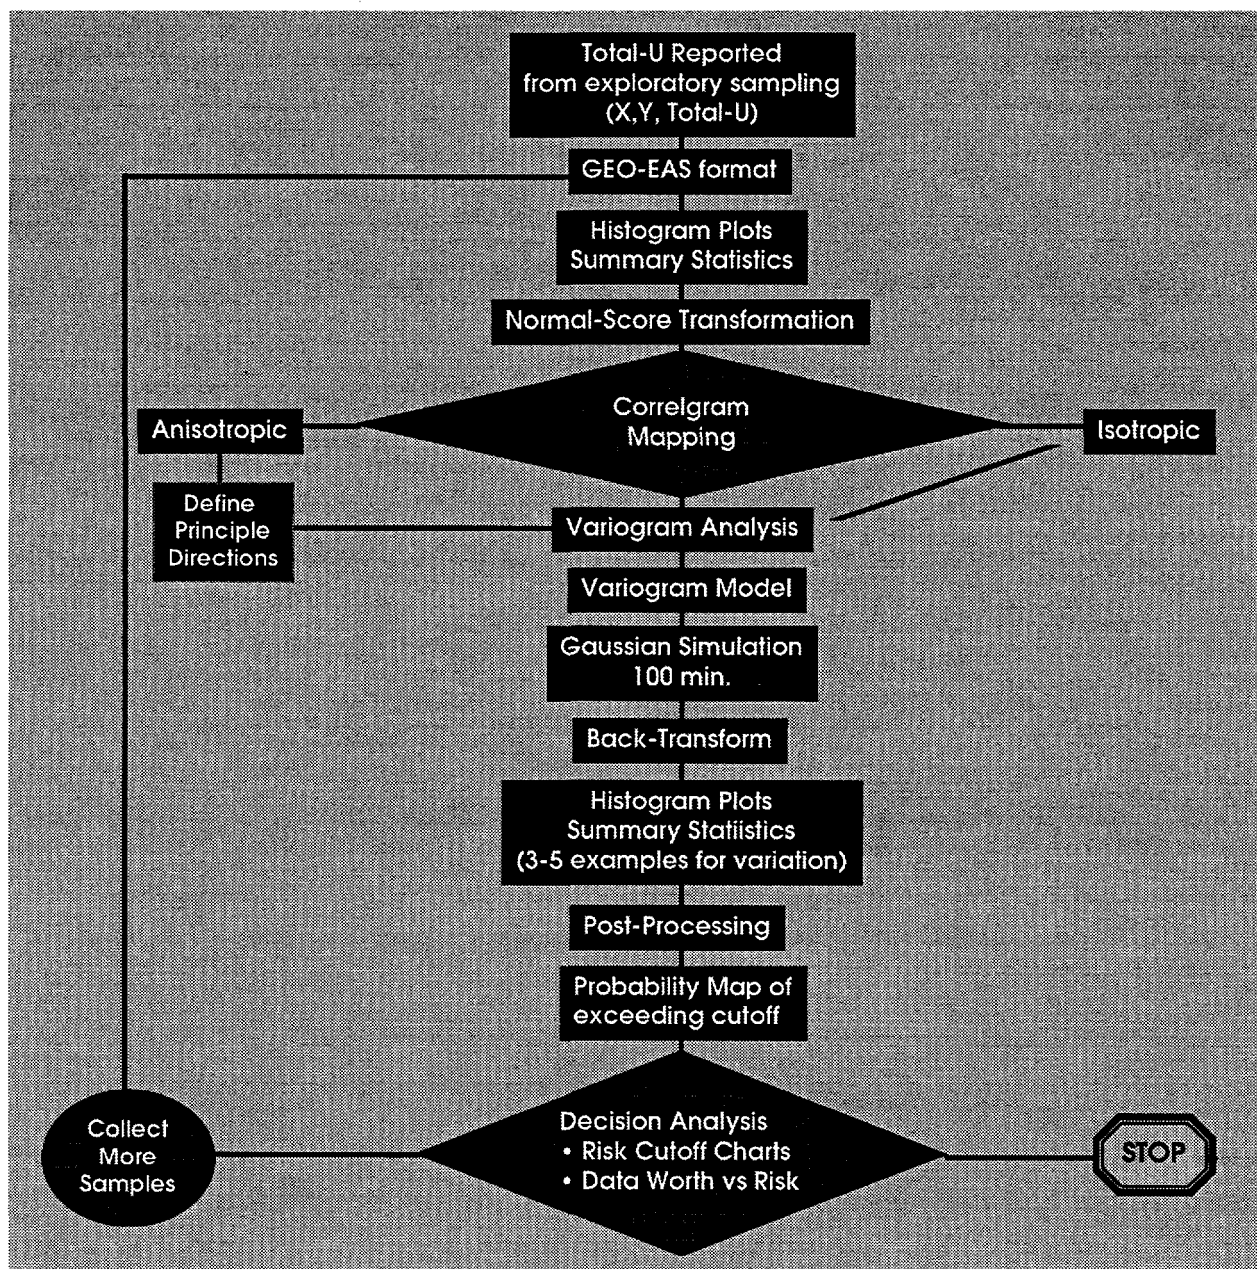 Total-U Reported
from exploratory sampling
(X,Y, Total-U)
GEO-EAS format
Histogram Plots
Summary Statistics
Normal-Score Transformation
Correlgram
Mapping
Anisotropic
Isotropic
Define
Principle
Directions
Variogram Analysis
Variogram Model
Gaussian Simulation
100 min.
Back-Transform
Histogram Plots
Summary Statiistics
(3-5 examples for variation)
Post-Processing
Probability Map of
exceeding cutoff
Decision Analysis
• Risk Cutoff Charts
• Data Worth vs Risk
Collect
More
Samples
STOP